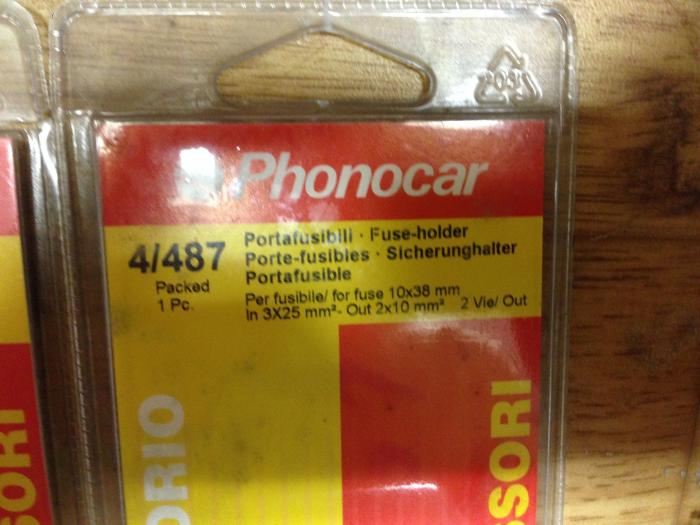 Phonocar
4/487
Packed
1 Pc.
Portafusibili · Fuse-holder
Porte-fusibles · Sicherunghalter
Portafusible
Per fusibile/ for fuse 10x38 mm
In 3X25 mm²- Out 2x10 mm² 2 Vie/ Out
ORIO
SSORI
SORI